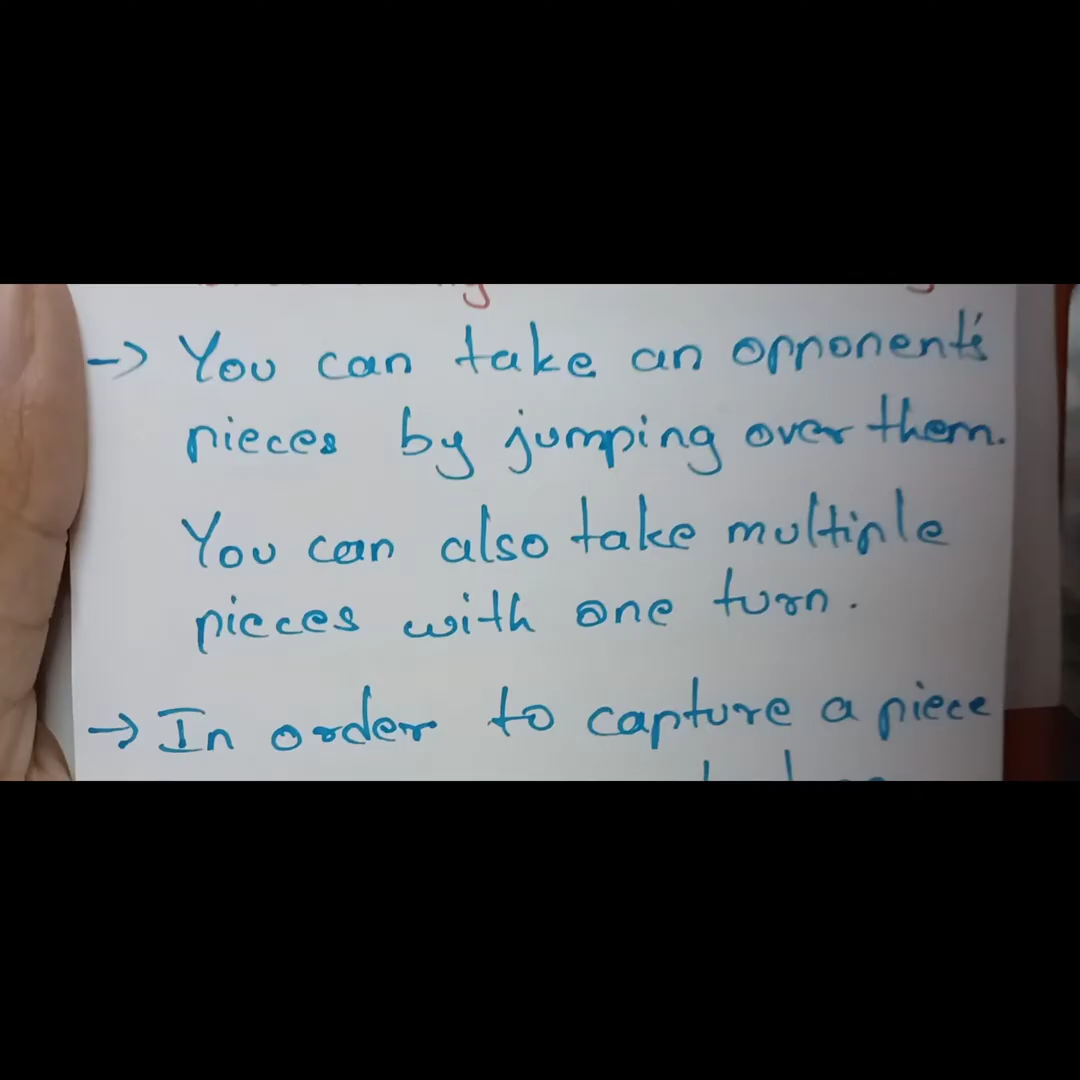 → You can take an opponent's
pieces by jumping over them.
You can also take multiple
pieces with one turn.
→ In order to capture a piece